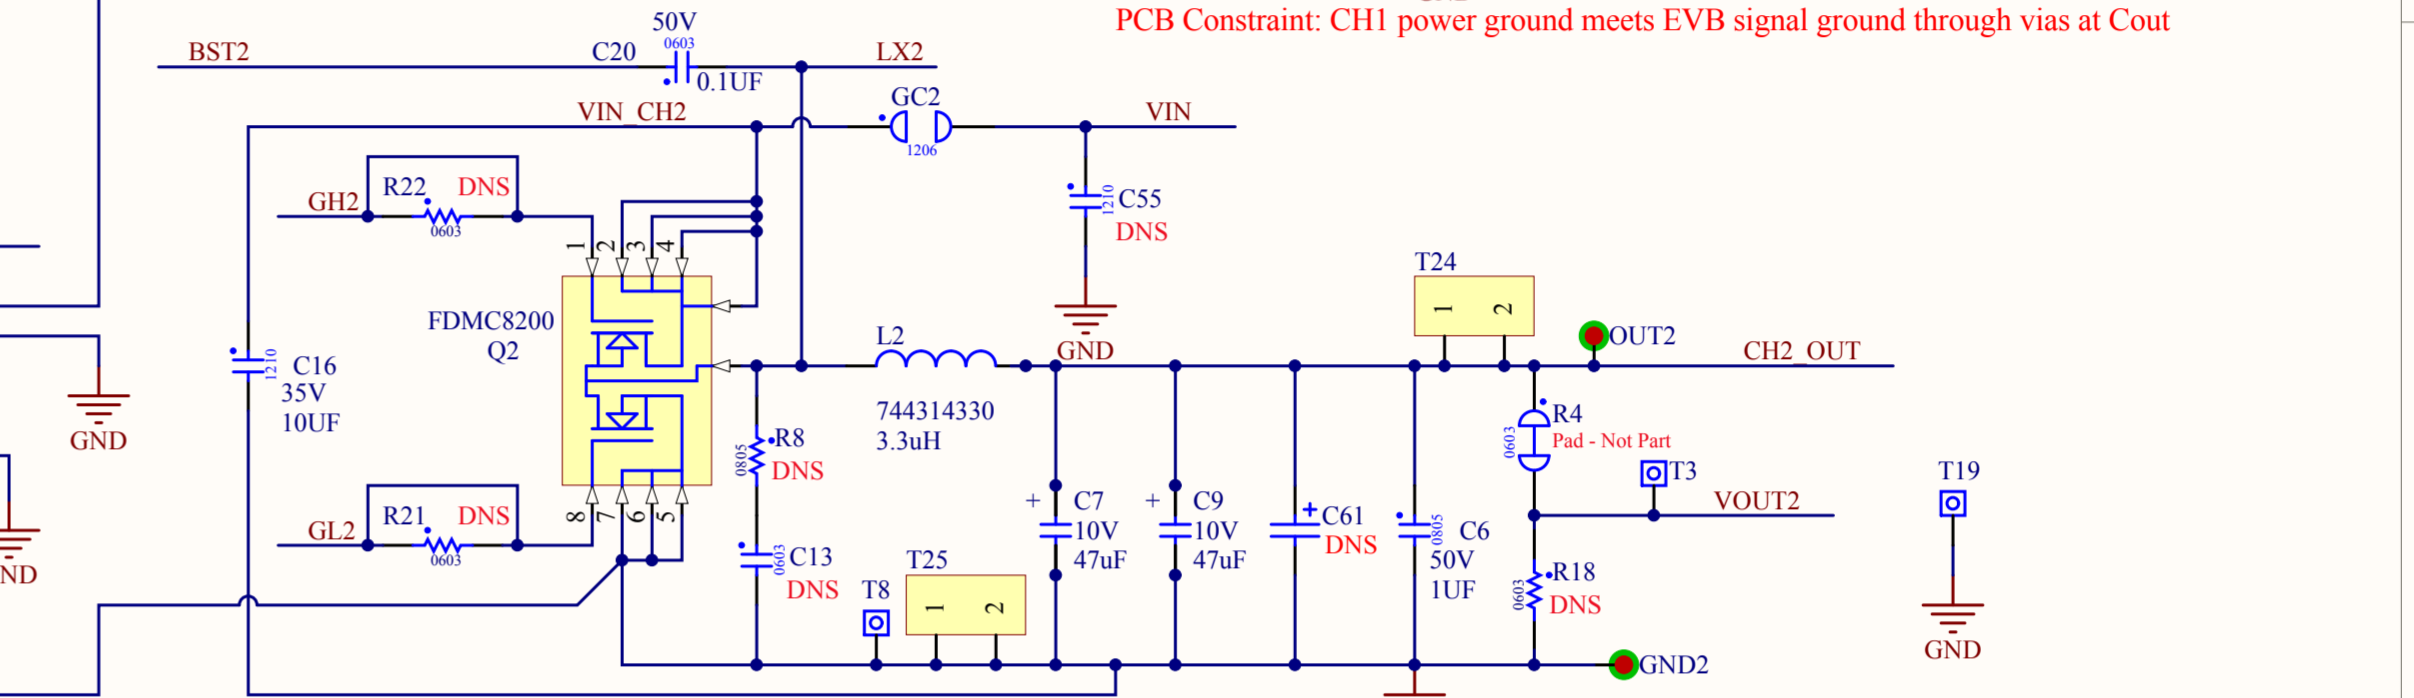 PCB Constraint: CH1 power ground meets EVB signal ground through vias at Cout
50V
BST2
C20
0603
LX2
0.1UF
VIN_CH2
GC2
1206
VIN
R22
DNS
GH2
0603
1210
C55
DNS
1
2
3
4
GND
T24
1
2
FDMC8200
Q2
L2
OUT2
CH2_OUT
744314330
3.3uH
1210
C16
35V
10UF
GND
R4
0603
Pad - Not Part
R8
0805
DNS
T3
VOUT2
T19
+
C7
10V
47uF
+
C9
10V
47uF
+
C61
DNS
0805
C6
50V
1UF
R21
DNS
GL2
0603
8
7
6
5
0603
C13
DNS
T8
T25
1
2
R18
0603
DNS
ND
GND
GND2